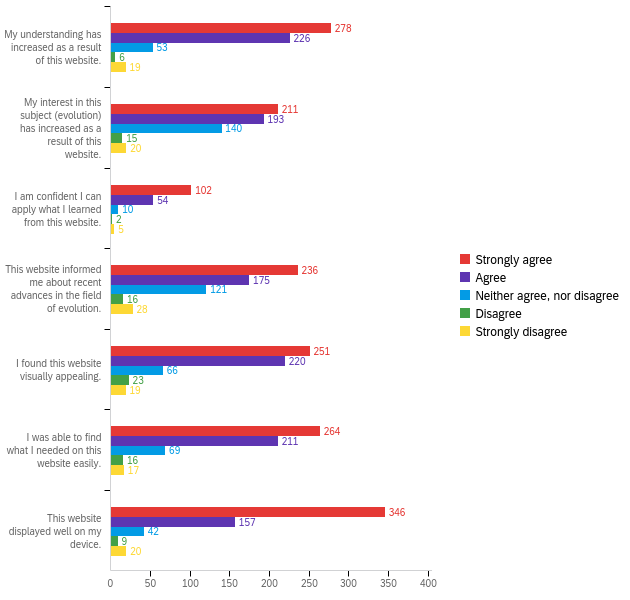 My understanding has
increased as a result
of this website.
278
226
53
6
19
My interest in this
subject (evolution)
has increased as a
result of this
website.
211
193
140
15
20
I am confident I can
apply what I learned
from this website.
102
54
10
2
5
This website informed
me about recent
advances in the field
of evolution.
236
175
121
16
28
I found this website
visually appealing.
251
220
66
23
19
I was able to find
what I needed on this
website easily.
264
211
69
16
17
This website
displayed well on my
device.
346
157
42
9
20
0 50 100 150 200 250 300 350 400
Strongly agree
Agree
Neither agree, nor disagree
Disagree
Strongly disagree